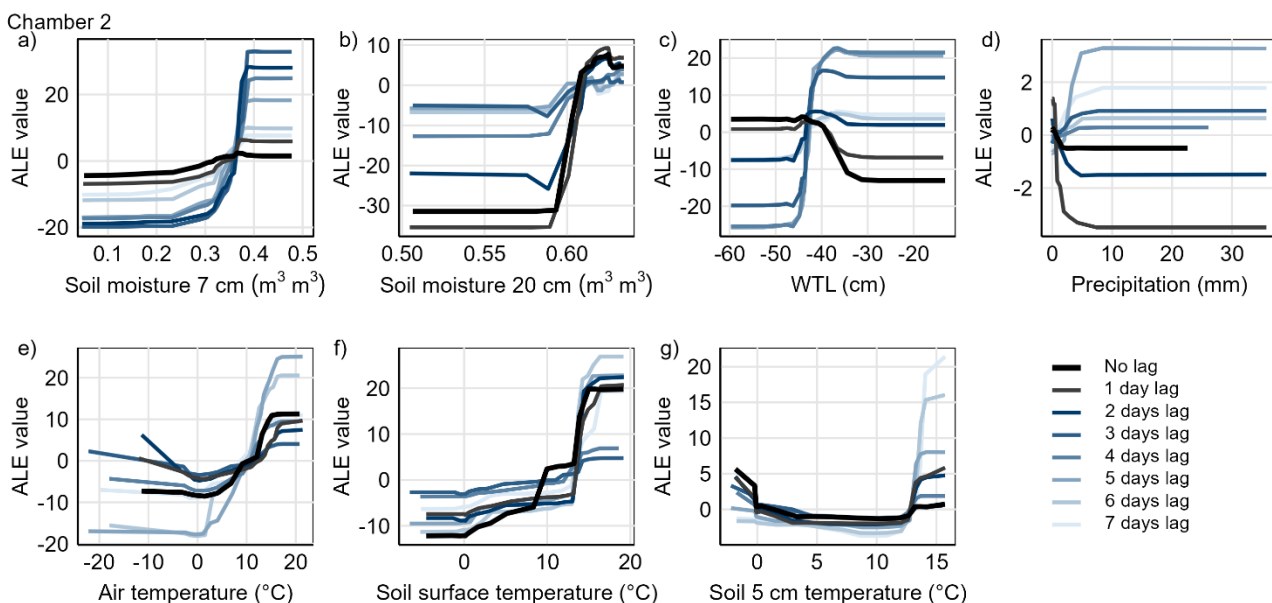 Chamber 2
a) b) c) d)
ALE value ALE value ALE value ALE value
20
0
-20
0.1 0.2 0.3 0.4 0.5
Soil moisture 7 cm (m³ m³)
10
0
-10
-20
-30
0.50 0.55 0.60
Soil moisture 20 cm (m³ m³)
20
10
0
-10
-20
-60 -50 -40 -30 -20
WTL (cm)
2
0
-2
0 10 20 30
Precipitation (mm)
e) f) g)
ALE value ALE value ALE value
20
10
0
-10
-20
-20 -10 0 10 20
Air temperature (°C)
20
10
0
-10
0 10 20
Soil surface temperature (°C)
20
15
10
5
0
0 5 10 15
Soil 5 cm temperature (°C)
No lag
1 day lag
2 days lag
3 days lag
4 days lag
5 days lag
6 days lag
7 days lag